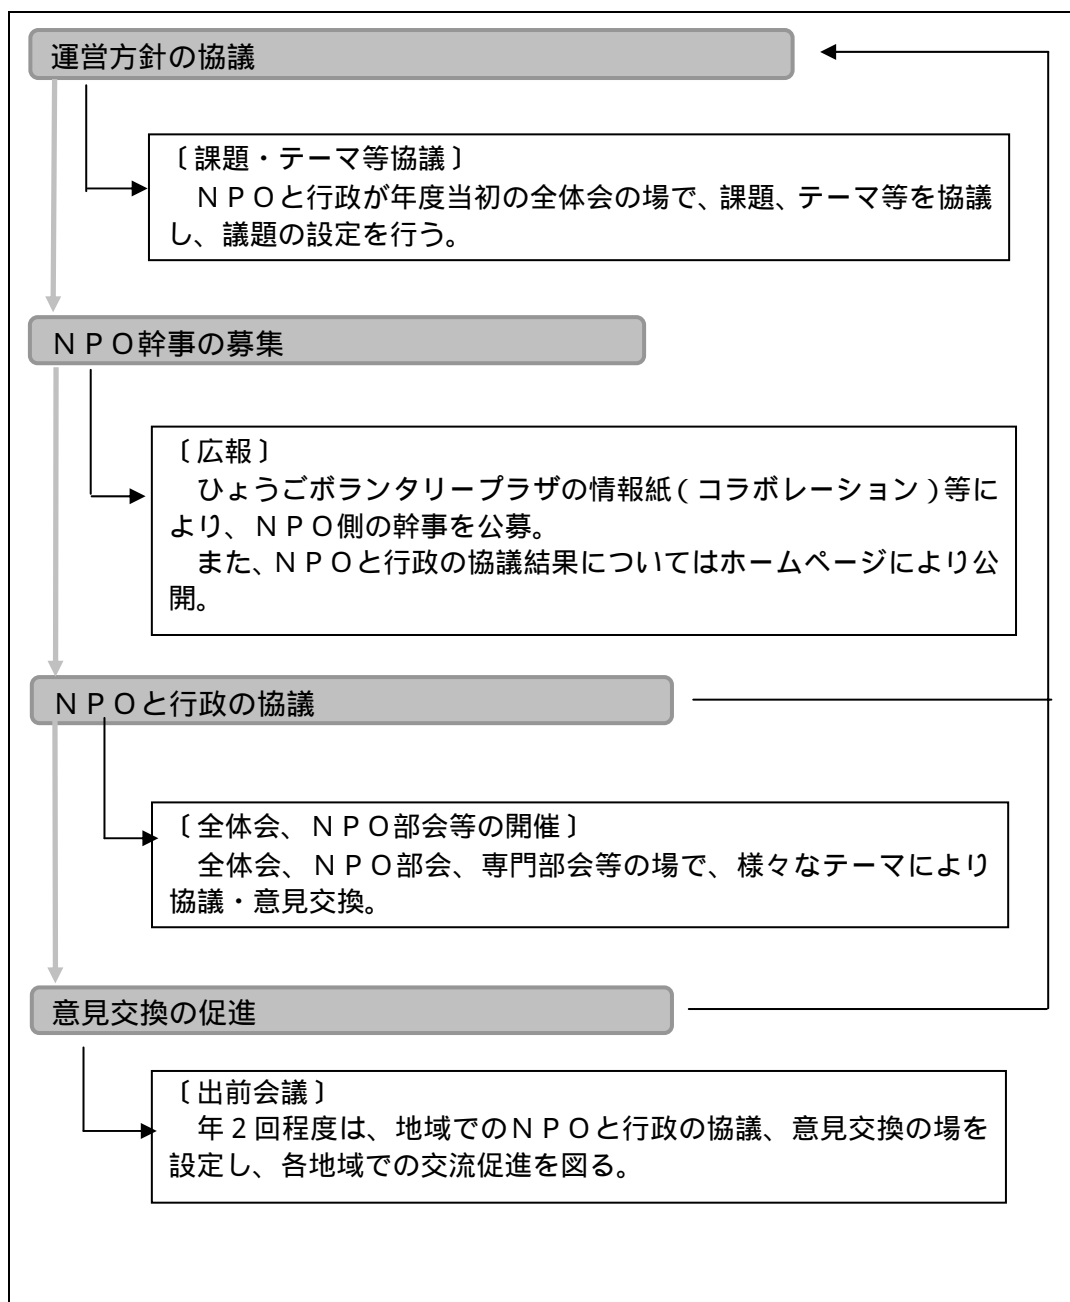 運営方針の協議
〔課題・テーマ等協議〕
　ＮＰＯと行政が年度当初の全体会の場で、課題、テーマ等を協議
し、議題の設定を行う。
ＮＰＯ幹事の募集
〔広報〕
　ひょうごボランタリープラザの情報紙（コラボレーション）等に
より、ＮＰＯ側の幹事を公募。
　また、ＮＰＯと行政の協議結果についてはホームページにより公
開。
ＮＰＯと行政の協議
〔全体会、ＮＰＯ部会等の開催〕
　全体会、ＮＰＯ部会、専門部会等の場で、様々なテーマにより
協議・意見交換。
意見交換の促進
〔出前会議〕
　年２回程度は、地域でのＮＰＯと行政の協議、意見交換の場を
設定し、各地域での交流促進を図る。